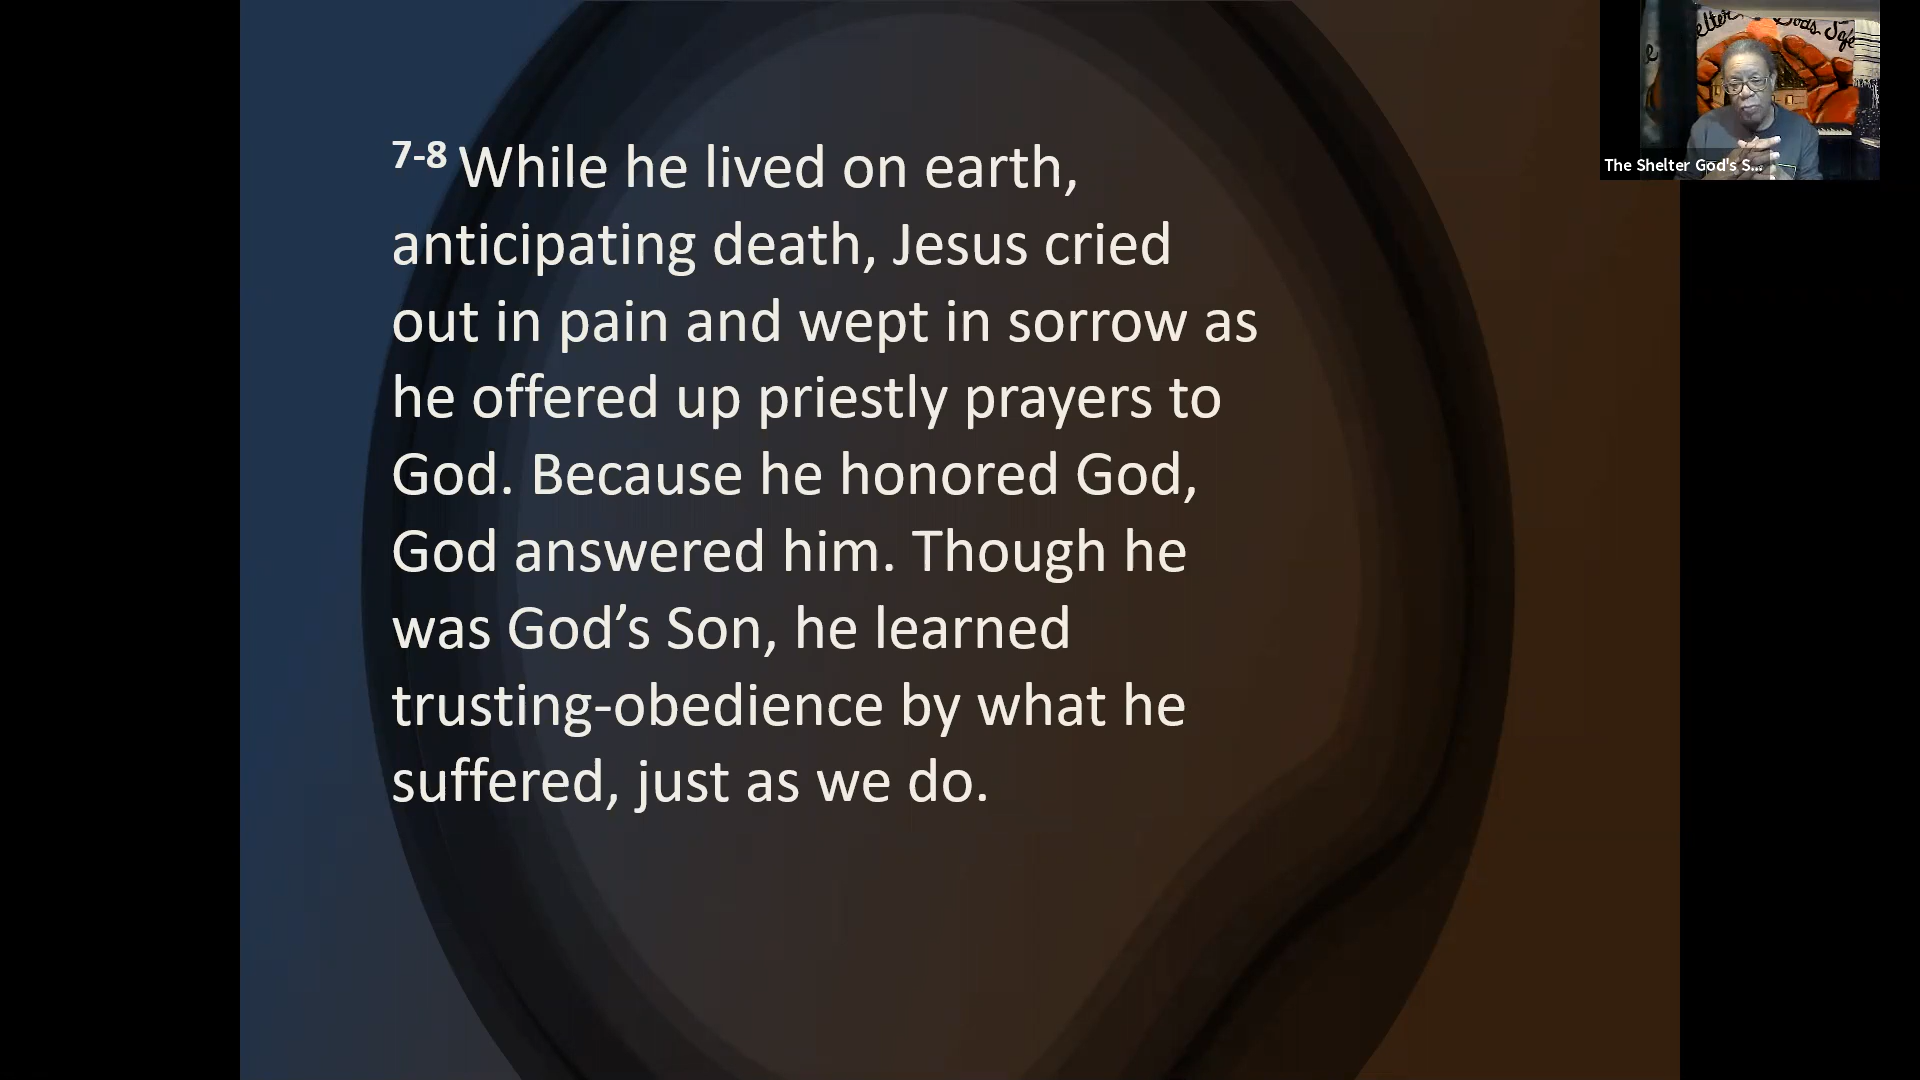 7-8 While he lived on earth,
anticipating death, Jesus cried
out in pain and wept in sorrow as
he offered up priestly prayers to
God. Because he honored God,
God answered him. Though he
was God’s Son, he learned
trusting-obedience by what he
suffered, just as we do.
The Shelter God's S...